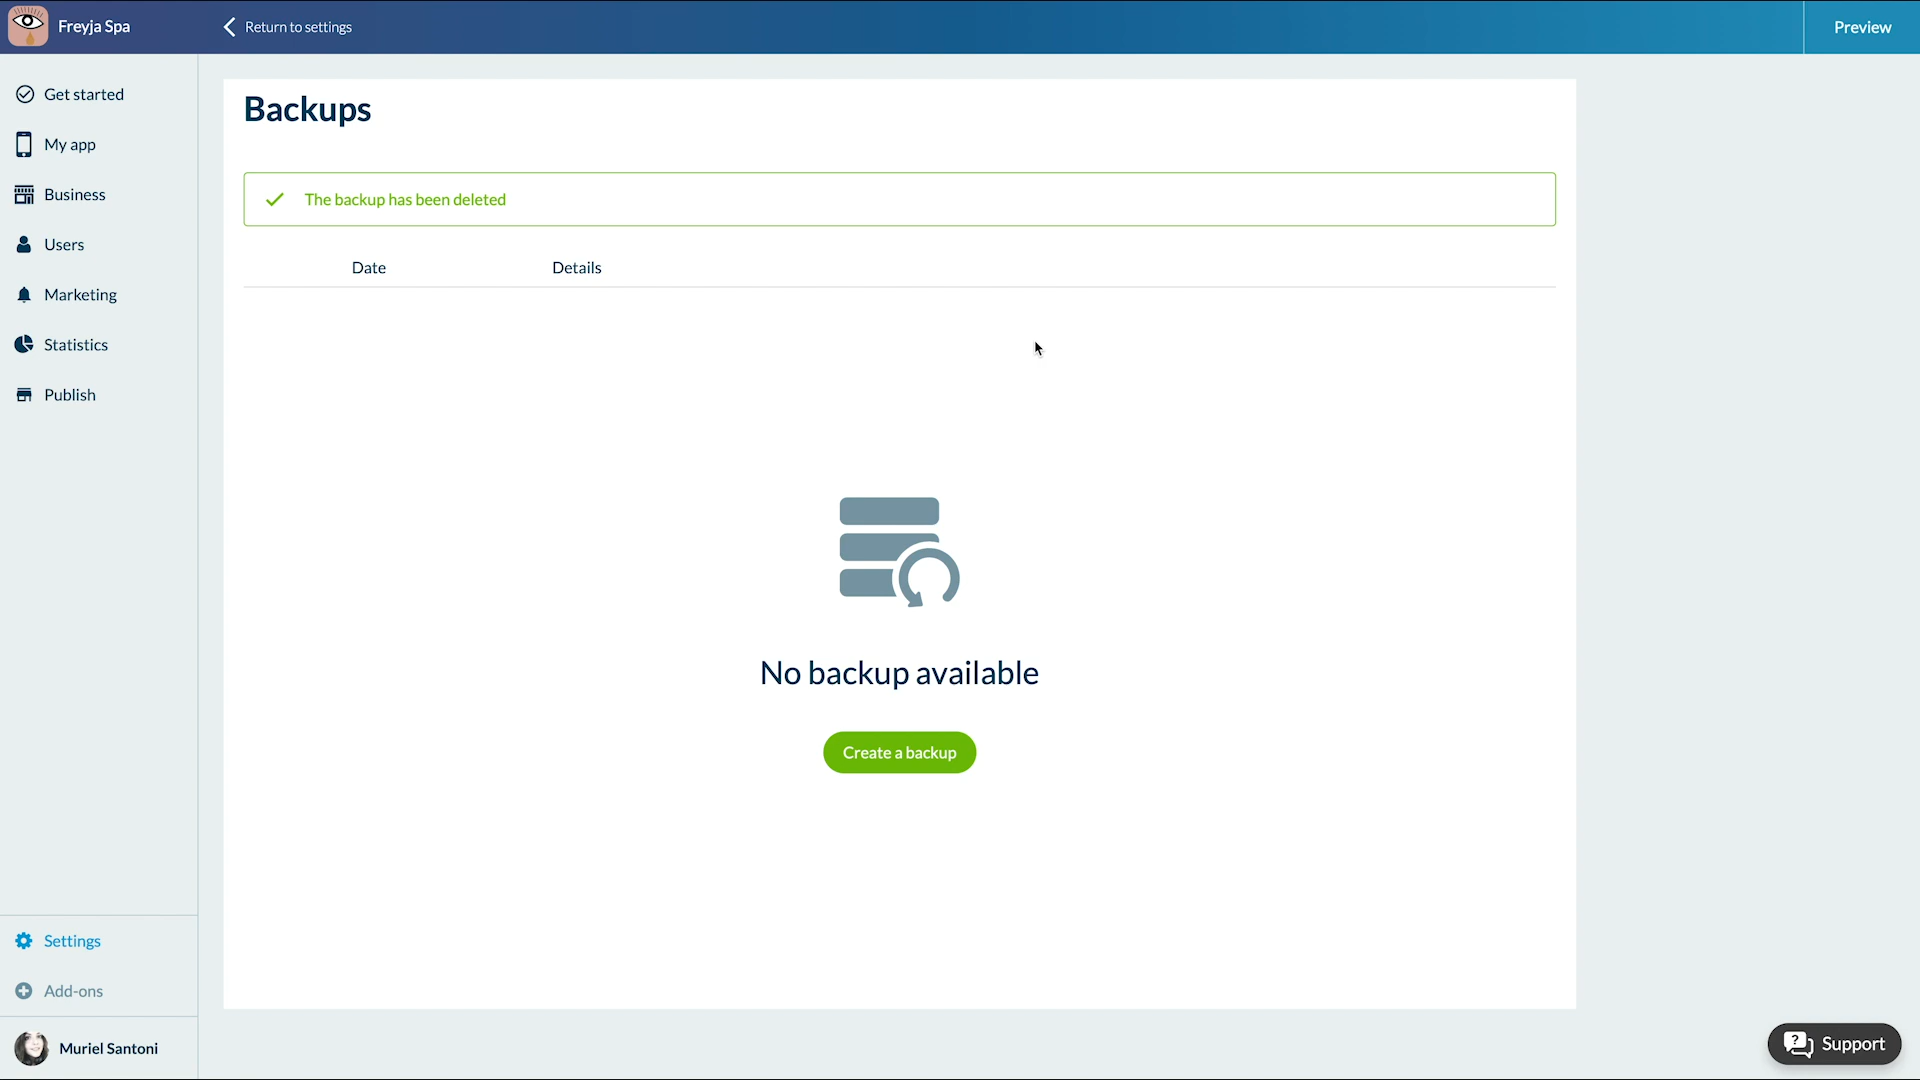 Freyja Spa
Return to settings
Preview
Get started
My app
Business
Users
Marketing
Statistics
Publish
Settings
Add-ons
Muriel Santoni
Backups
The backup has been deleted
Date Details
No backup available
Create a backup
? Support